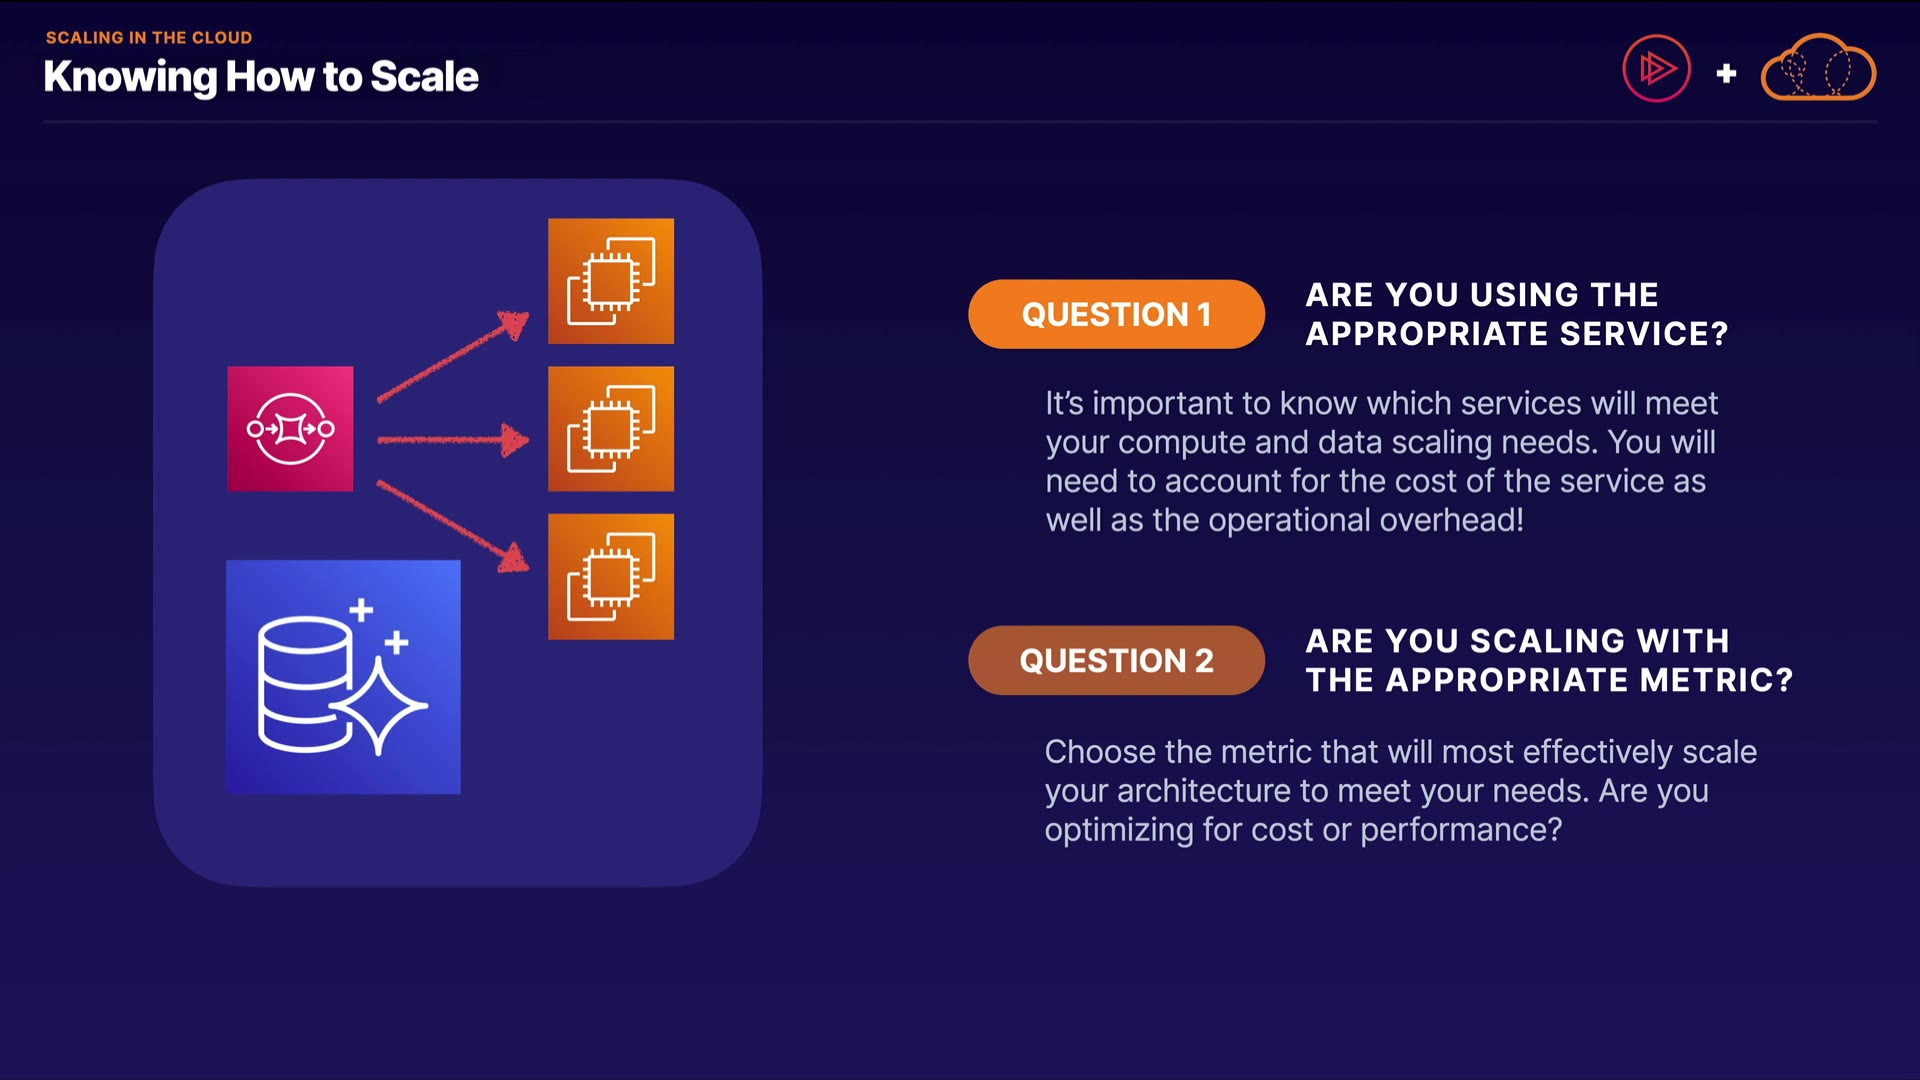 SCALING IN THE CLOUD
Knowing How to Scale
QUESTION 1
ARE YOU USING THE
APPROPRIATE SERVICE?
It’s important to know which services will meet
your compute and data scaling needs. You will
need to account for the cost of the service as
well as the operational overhead!
QUESTION 2
ARE YOU SCALING WITH
THE APPROPRIATE METRIC?
Choose the metric that will most effectively scale
your architecture to meet your needs. Are you
optimizing for cost or performance?